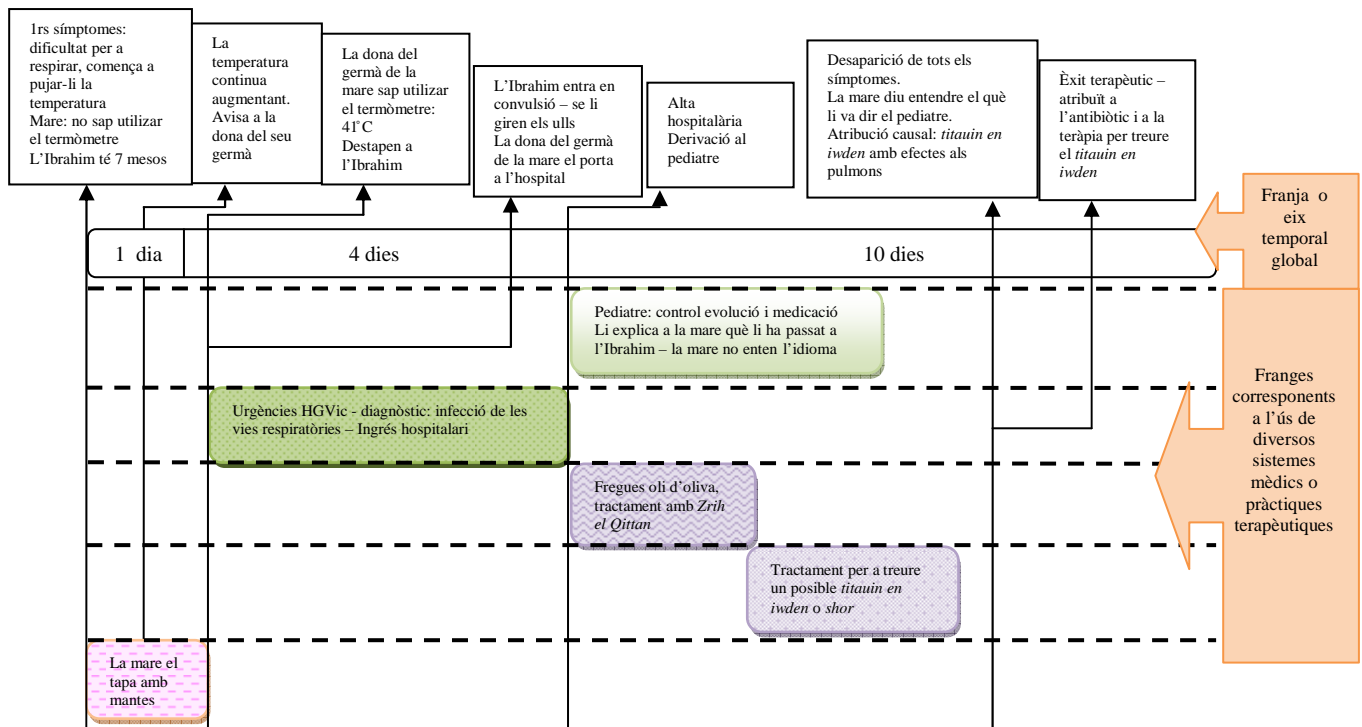 1rs símptomes:
dificultat per a
respirar, comença a
pujar-li la
temperatura
Mare: no sap utilizar
el termòmetre
L’Ibrahim té 7 mesos
La
temperatura
continua
augmentant.
Avisa a la
dona del seu
germà
La dona del
germà de la
mare sap utilizar
el termòmetre:
41˚C
Destapen a
l’Ibrahim
L’Ibrahim entra en
convulsió – se li
giren els ulls
La dona del germà
de la mare el porta
a l’hospital
Alta
hospitalària
Derivació al
pediatre
Desaparició de tots els
símptomes.
La mare diu entendre el què
li va dir el pediatre.
Atribució causal: titauin en
iwden amb efectes als
pulmons
Èxit terapèutic –
atribuït a
l’antibiòtic i a la
teràpia per treure
el titauin en
iwden
Franja o
eix
temporal
global
1 dia
4 dies
10 dies
Pediatre: control evolució i medicació
Li explica a la mare què li ha passat a
l’Ibrahim – la mare no enten l’idioma
Urgències HGVic - diagnòstic: infecció de les
vies respiratòries – Ingrés hospitalari
Fregues oli d’oliva,
tractament amb Zrih
el Qittan
Tractament per a treure
un posible titauin en
iwden o shor
La mare el
tapa amb
mantes
Franges
corresponents
a l’ús de
diversos
sistemes
mèdics o
pràctiques
terapèutiques